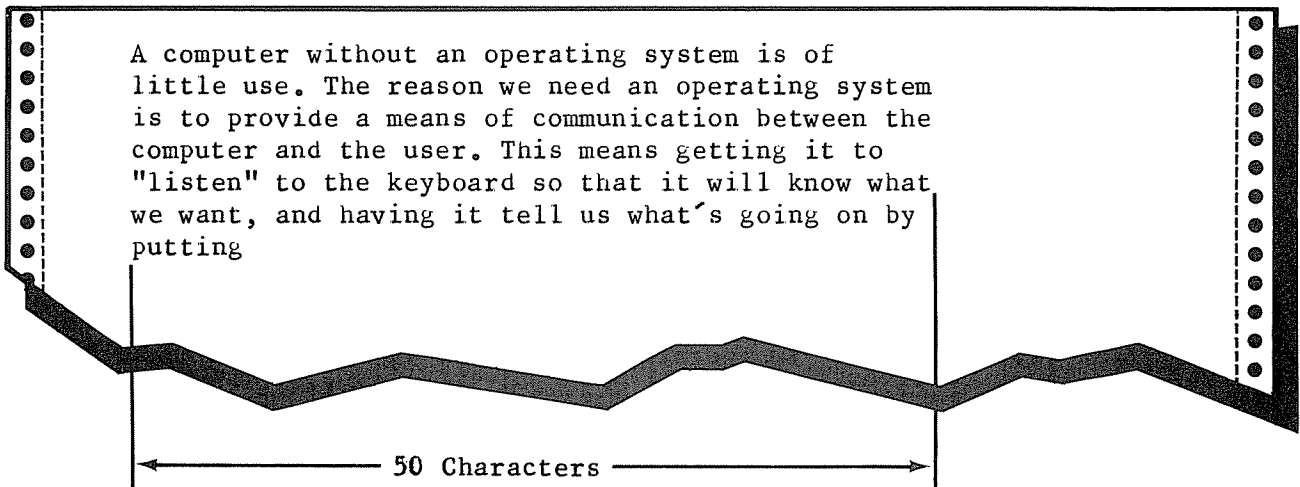 A computer without an operating system is of
little use. The reason we need an operating system
is to provide a means of communication between the
computer and the user. This means getting it to
"listen" to the keyboard so that it will know what
we want, and having it tell us what's going on by
putting
50 Characters